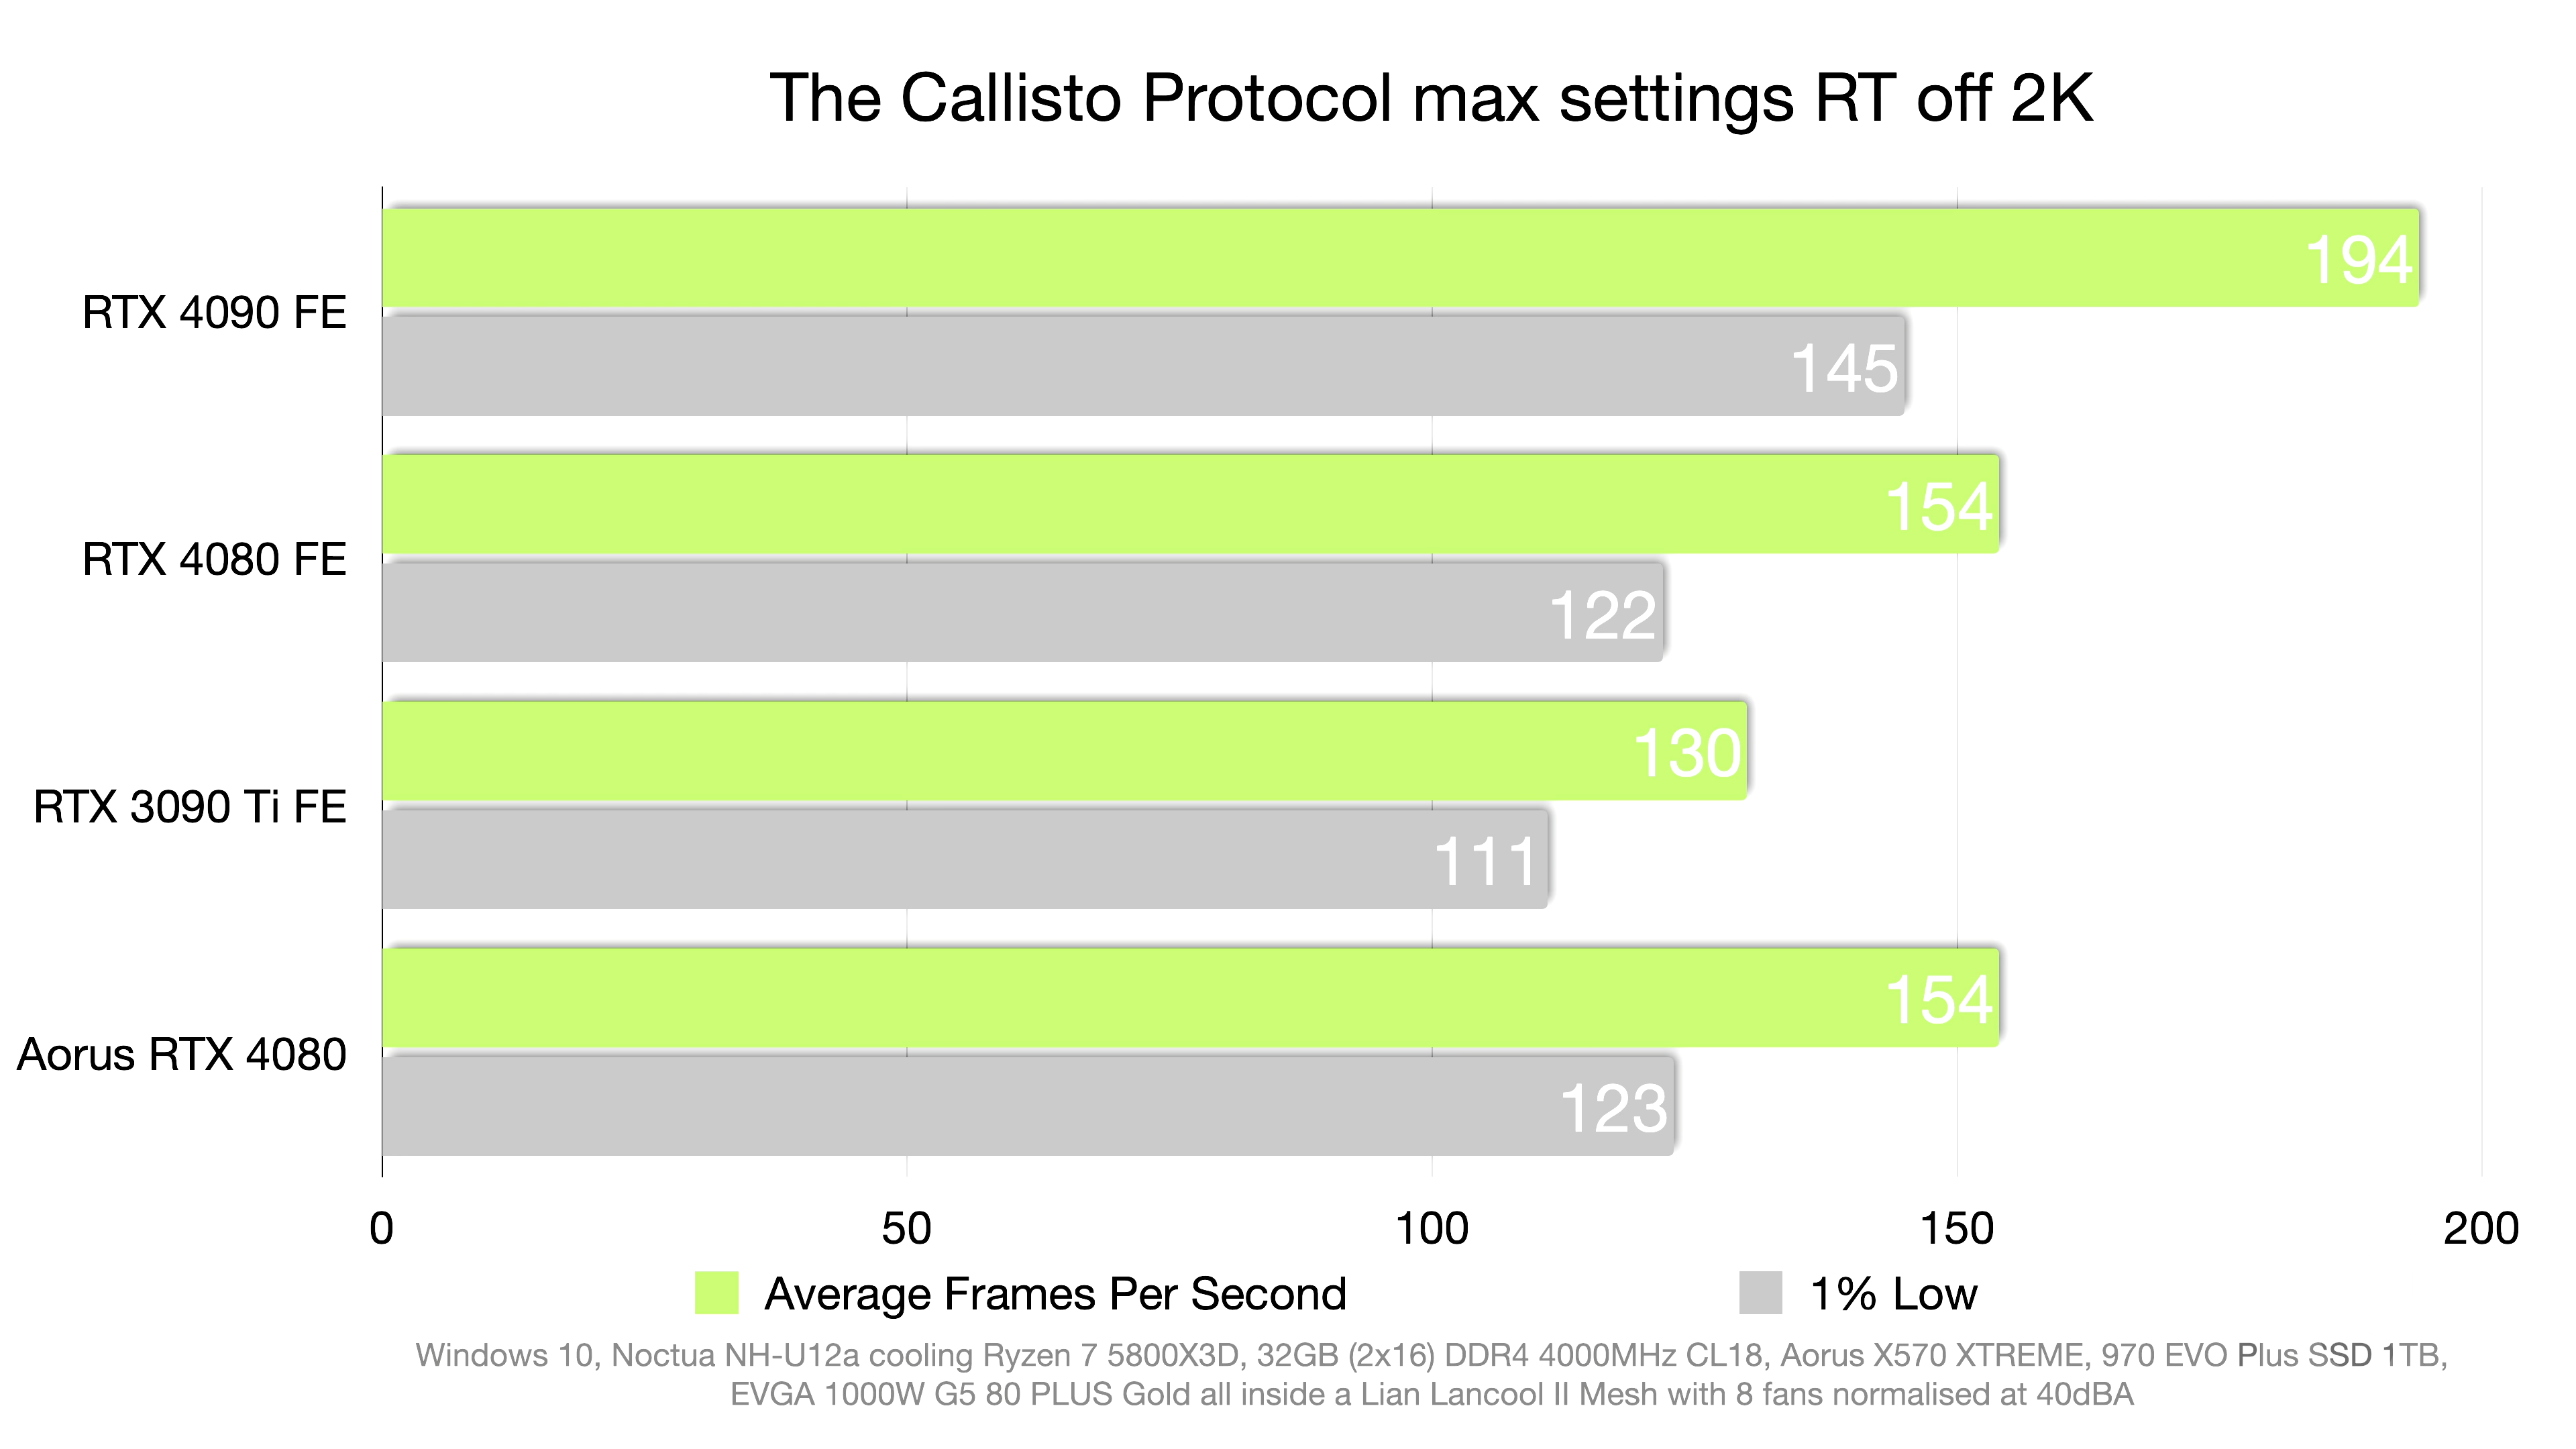 The Callisto Protocol max settings RT off 2K
RTX 4090 FE
194
145
RTX 4080 FE
154
122
RTX 3090 Ti FE
130
111
Aorus RTX 4080
154
123
0 50 100 150 200
Average Frames Per Second 1% Low
Windows 10, Noctua NH-U12a cooling Ryzen 7 5800X3D, 32GB (2x16) DDR4 4000MHz CL18, Aorus X570 XTREME, 970 EVO Plus SSD 1TB,
EVGA 1000W G5 80 PLUS Gold all inside a Lian Lancool II Mesh with 8 fans normalised at 40dBA